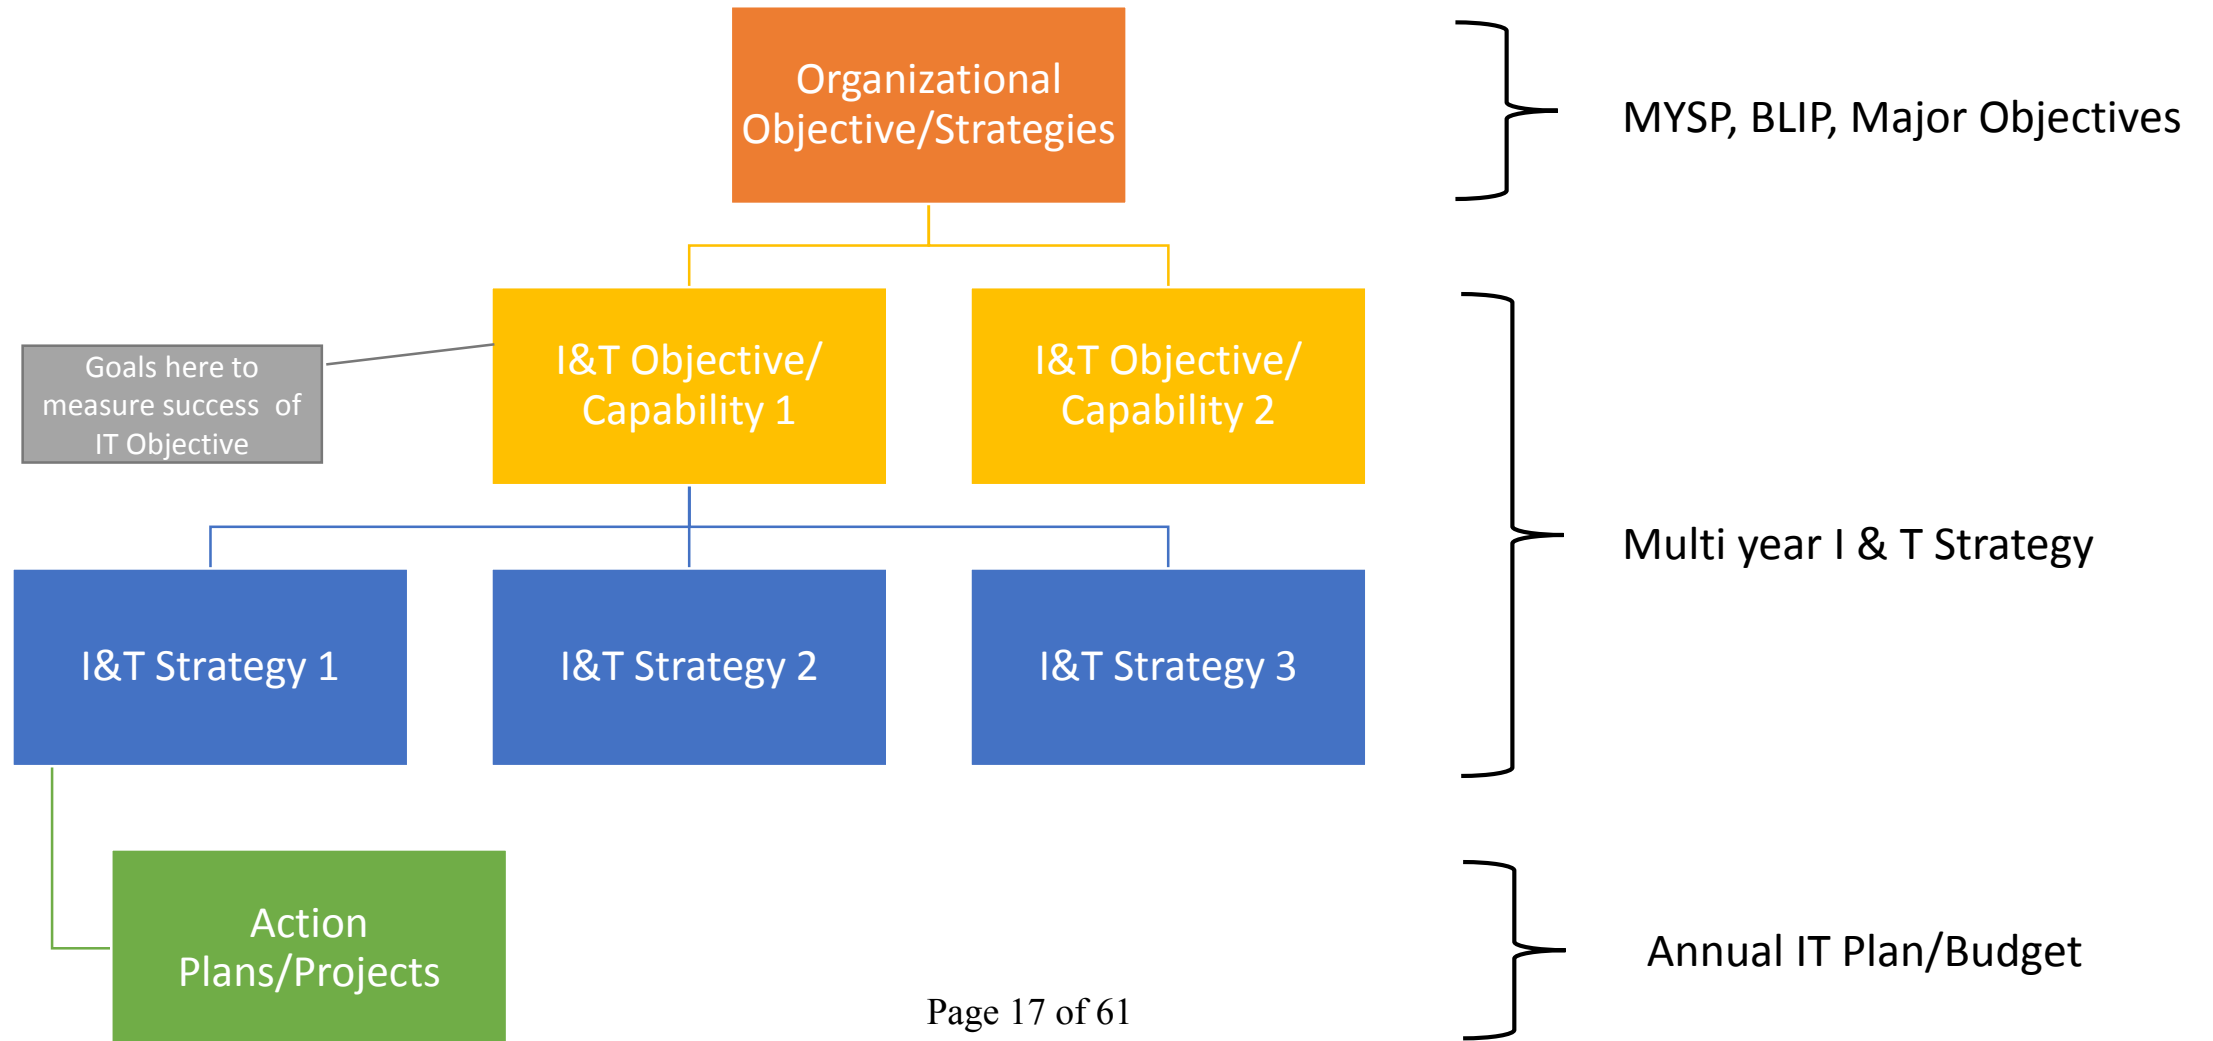 Organizational
Objective/Strategies
MYSP, BLIP, Major Objectives
Goals here to
measure success  of
IT Objective
I&T Objective/
Capability 1
I&T Objective/
Capability 2
Multi year I & T Strategy
I&T Strategy 1
I&T Strategy 2
I&T Strategy 3
Action
Plans/Projects
Annual IT Plan/Budget
Page 17 of 61